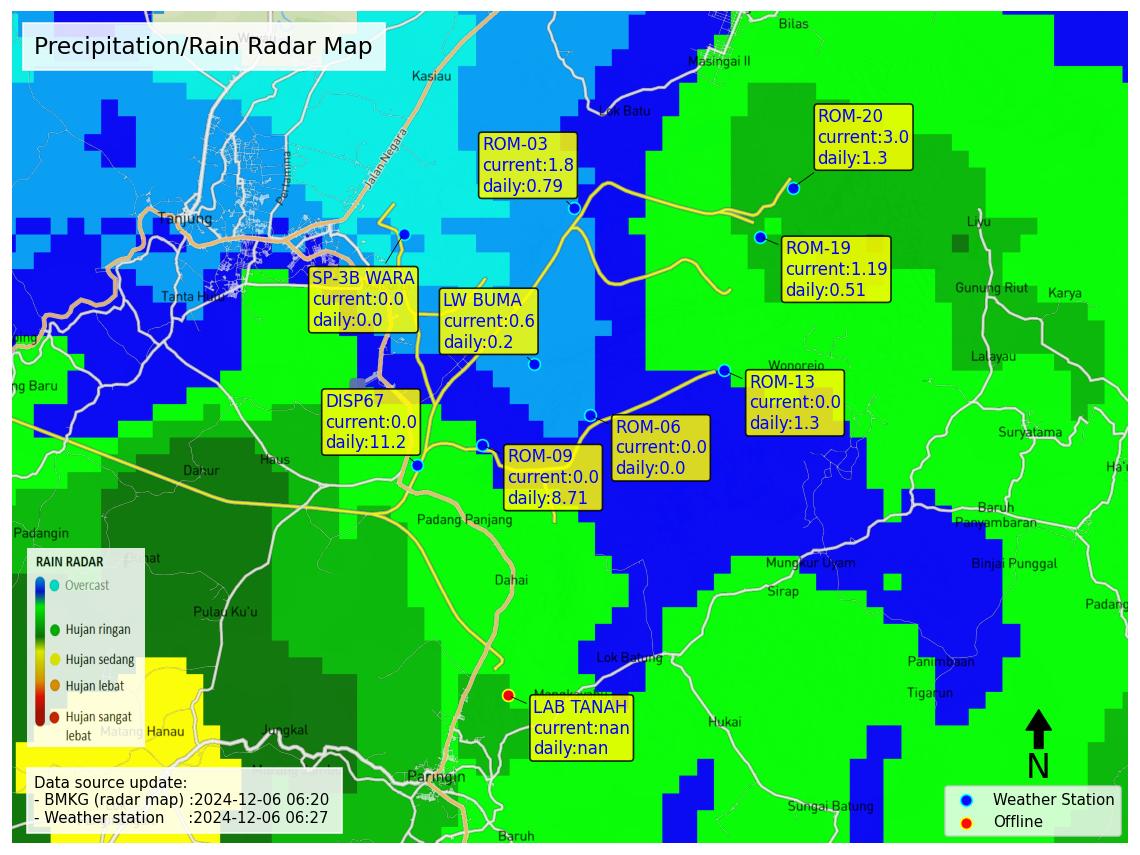 Precipitation/Rain Radar Map
Bilas
Masingai II
Kasiau
Lok Batu
Jalan Negara
Pertamina
Tanjung
ROM-03
current:1.8
daily:0.79
ROM-20
current:3.0
daily:1.3
ROM-19
current:1.19
daily:0.51
Liyu
Gunung Riut
Karya
Lalayau
SP-3B WARA
current:0.0
daily:0.0
LW BUMA
current:0.6
daily:0.2
Wonorejo
ROM-13
current:0.0
daily:1.3
DISP67
current:0.0
daily:11.2
ROM-06
current:0.0
daily:0.0
ROM-09
current:0.0
daily:8.71
ng Baru
Suryatama
Haus
Dahur
Padangin
Padang Panjang
Baruh
Panyambaran
Mungkur Uyam
Binjai Punggal
Dahai
Sirap
Padang
Pulau Ku'u
RAIN RADAR
Overcast
Hujan ringan
Hujan sedang
Hujan lebat
Hujan sangat
lebat
Lok Batung
Panimbaan
Tigarun
Hukai
LAB TANAH
current:nan
daily:nan
Matang Hanau
Jungkal
Paringin
Sungai Batung
Baruh
N
Data source update:
- BMKG (radar map) :2024-12-06 06:20
- Weather station :2024-12-06 06:27
Weather Station
Offline